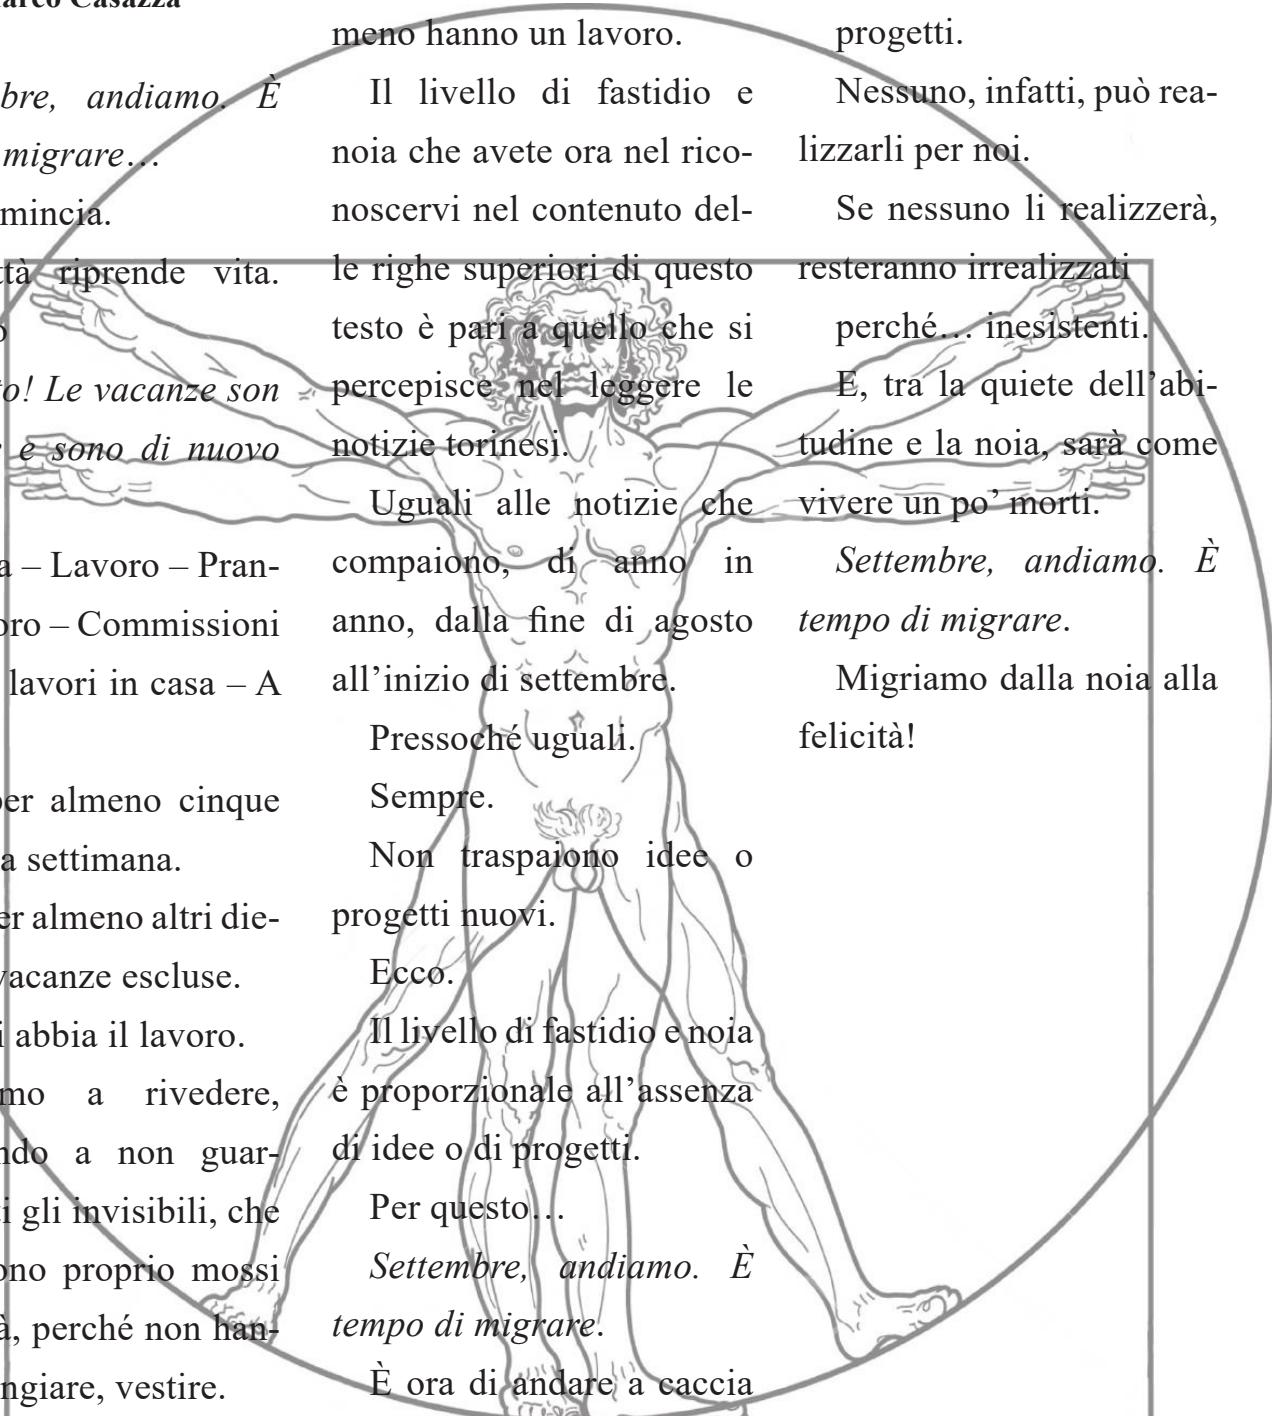 arco Casazza
bre, andiamo. È
migrare…
mincia.
ttà riprende vita.
o
to! Le vacanze son
e sono di nuovo
a – Lavoro – Pran-
oro – Commissioni
lavori in casa – A
per almeno cinque
a settimana.
er almeno altri die-
vacanze escluse.
i abbia il lavoro.
mo a rivedere,
ndo a non guar-
ti gli invisibili, che
ono proprio mossi
à, perché non han-
ngiare, vestire.
meno hanno un lavoro.
Il livello di fastidio e
noia che avete ora nel rico-
noscervi nel contenuto del-
le righe superiori di questo
testo è pari a quello che si
percepisce nel leggere le
notizie torinesi.
Uguali alle notizie che
compaiono, di anno in
anno, dalla fine di agosto
all’inizio di settembre.
Pressoché uguali.
Sempre.
Non traspaiono idee o
progetti nuovi.
Ecco.
Il livello di fastidio e noia
è proporzionale all’assenza
di idee o di progetti.
Per questo…
Settembre, andiamo. È
tempo di migrare.
È ora di andare a caccia
progetti.
Nessuno, infatti, può rea-
lizzarli per noi.
Se nessuno li realizzerà,
resteranno irrealizzati
perché… inesistenti.
E, tra la quiete dell’abi-
tudine e la noia, sarà come
vivere un po’ morti.
Settembre, andiamo. È
tempo di migrare.
Migriamo dalla noia alla
felicità!